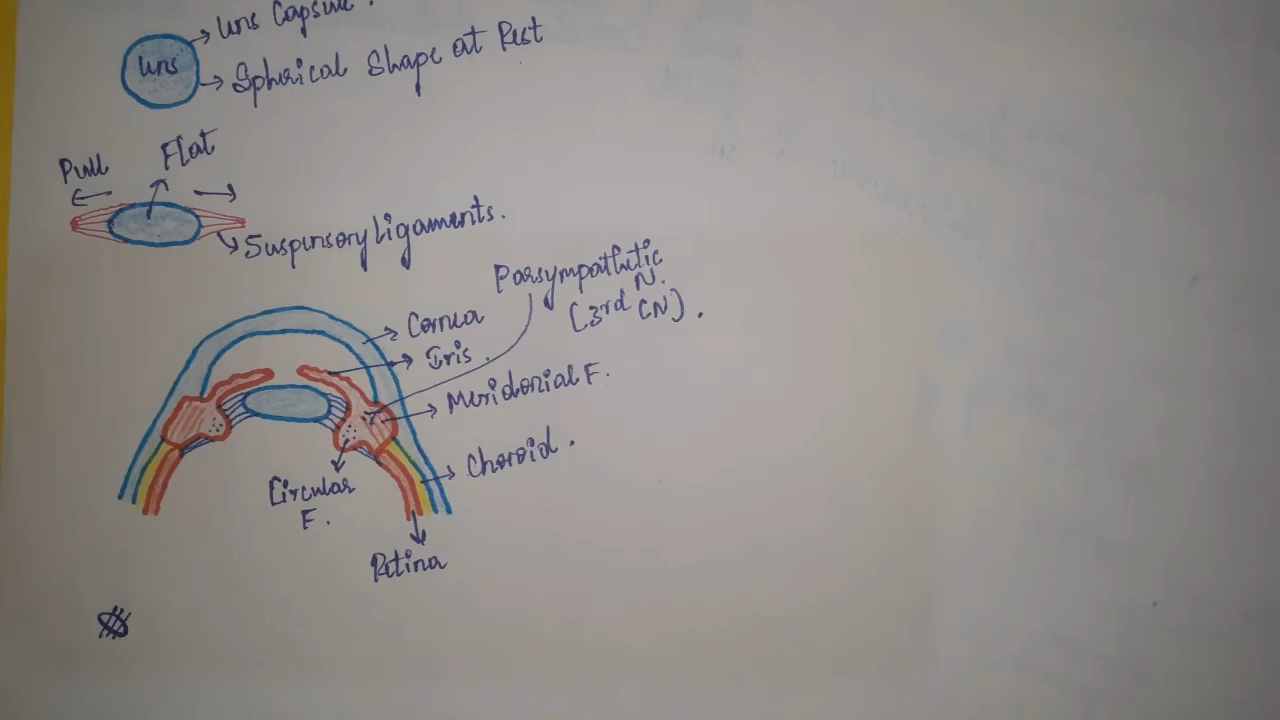 Lens Capsule.
Lens
Spherical Shape at Rest
Pull
Flat
Suspensory Ligaments.
Parsympathetic
N.
(3rd CN).
Cornea
Iris.
Meridonial F.
Choroid.
Circular
F.
Retina